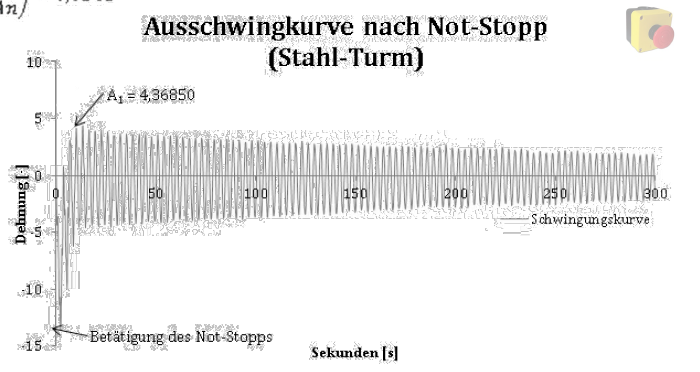 Ausschwingkurve nach Not-Stopp
(Stahl-Turm)
10
A₁ = 4,36850
5
0
0 50 100 150 200 250 300
Dehnung [-]
Schwingungskurve
-5
-10
Betätigung des Not-Stopps
-15
Sekunden [s]